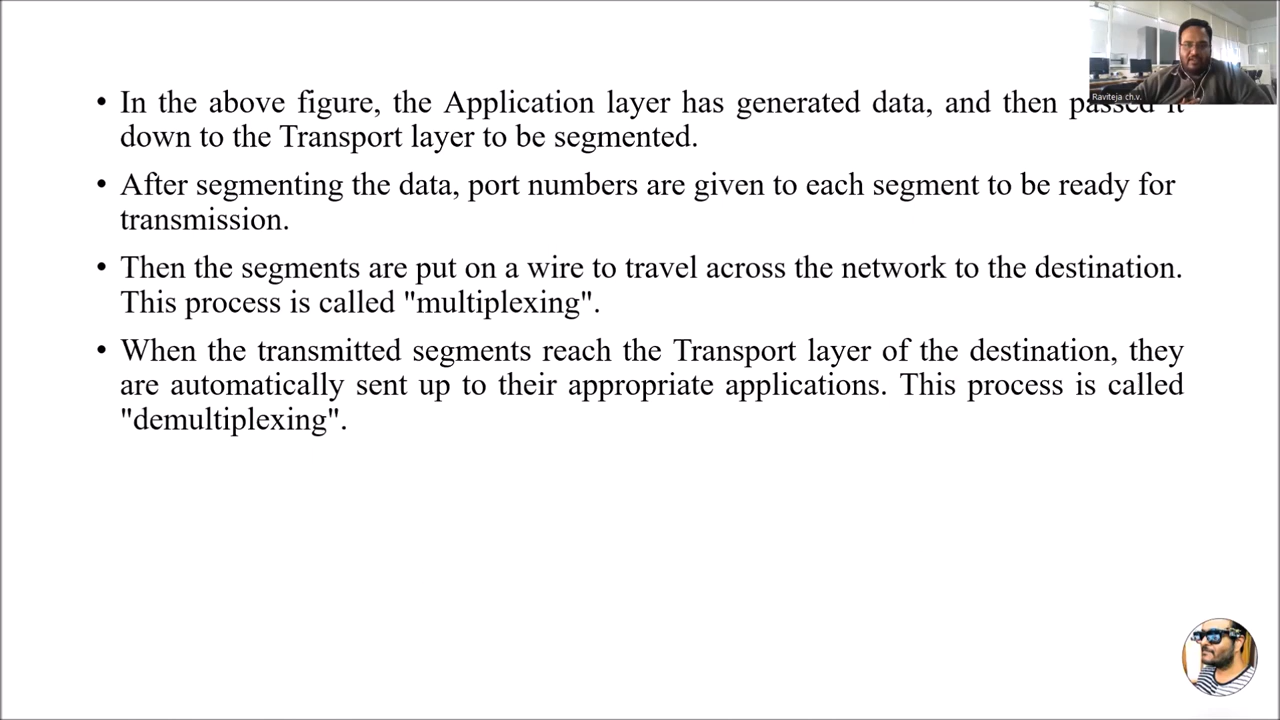 • In the above figure, the Application layer has generated data, and then passed it
down to the Transport layer to be segmented.
• After segmenting the data, port numbers are given to each segment to be ready for
transmission.
• Then the segments are put on a wire to travel across the network to the destination.
This process is called "multiplexing".
• When the transmitted segments reach the Transport layer of the destination, they
are automatically sent up to their appropriate applications. This process is called
"demultiplexing".
Raviteja ch.v.